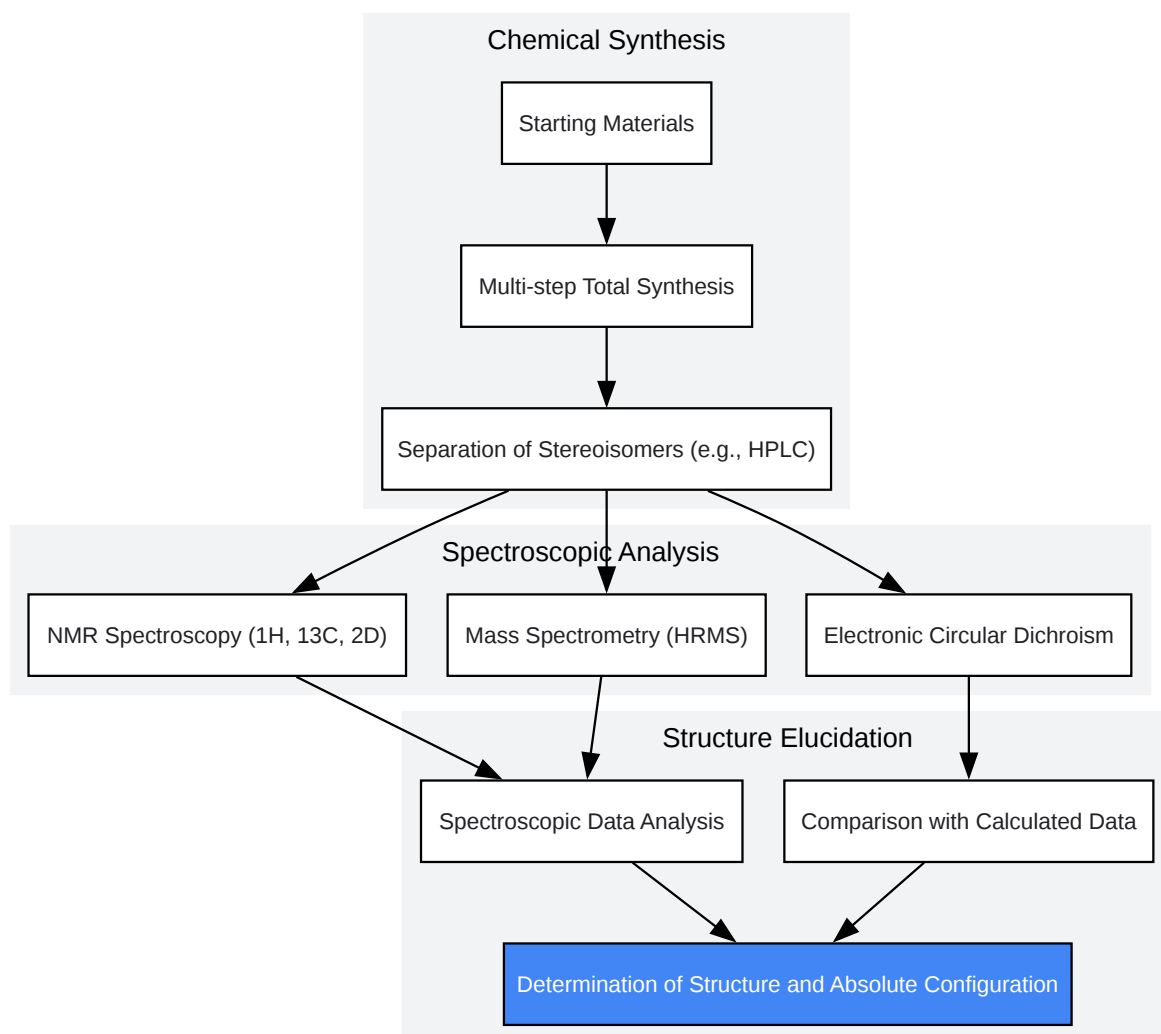 Chemical Synthesis
Starting Materials
Multi-step Total Synthesis
Separation of Stereoisomers (e.g., HPLC)
Spectroscopic Analysis
NMR Spectroscopy (1H, 13C, 2D)
Mass Spectrometry (HRMS)
Electronic Circular Dichroism
Structure Elucidation
Spectroscopic Data Analysis
Comparison with Calculated Data
Determination of Structure and Absolute Configuration